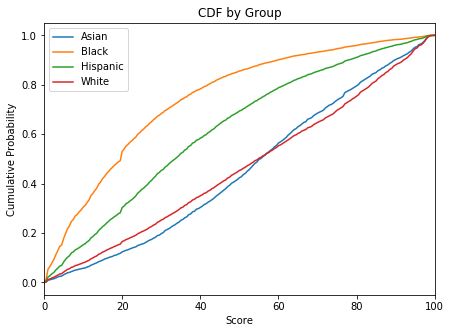 CDF by Group
Asian
Black
Hispanic
White
Cumulative Probability
1.0
0.8
0.6
0.4
0.2
0.0
0 20 40 60 80 100
Score